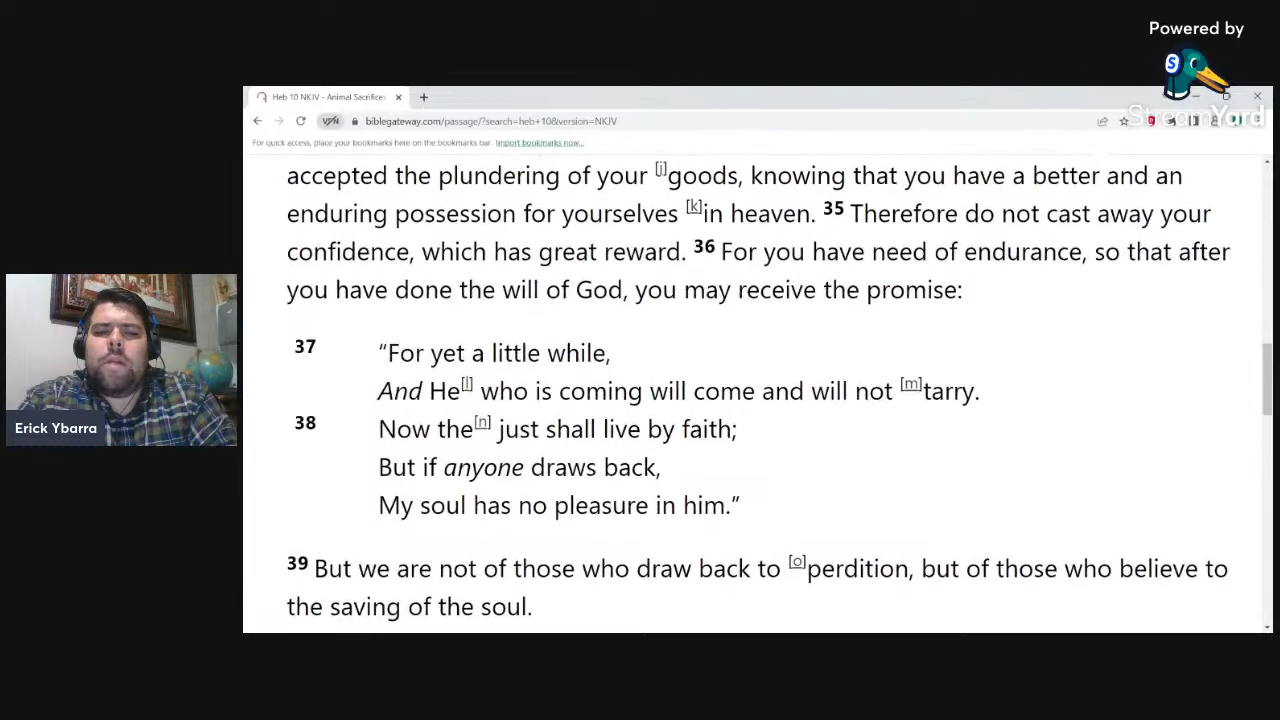 Powered by
StreamYard
Heb 10 NKJV - Animal Sacrifices
biblegateway.com/passage/?search=heb+10&version=NKJV
For quick access, place your bookmarks here on the bookmarks bar. Import bookmarks now...
accepted the plundering of your [j]goods, knowing that you have a better and an
enduring possession for yourselves [k]in heaven. 35 Therefore do not cast away your
confidence, which has great reward. 36 For you have need of endurance, so that after
you have done the will of God, you may receive the promise:
37 “For yet a little while,
And He[l] who is coming will come and will not [m]tarry.
38 Now the[n] just shall live by faith;
But if anyone draws back,
My soul has no pleasure in him.”
39 But we are not of those who draw back to [o]perdition, but of those who believe to
the saving of the soul.
Erick Ybarra